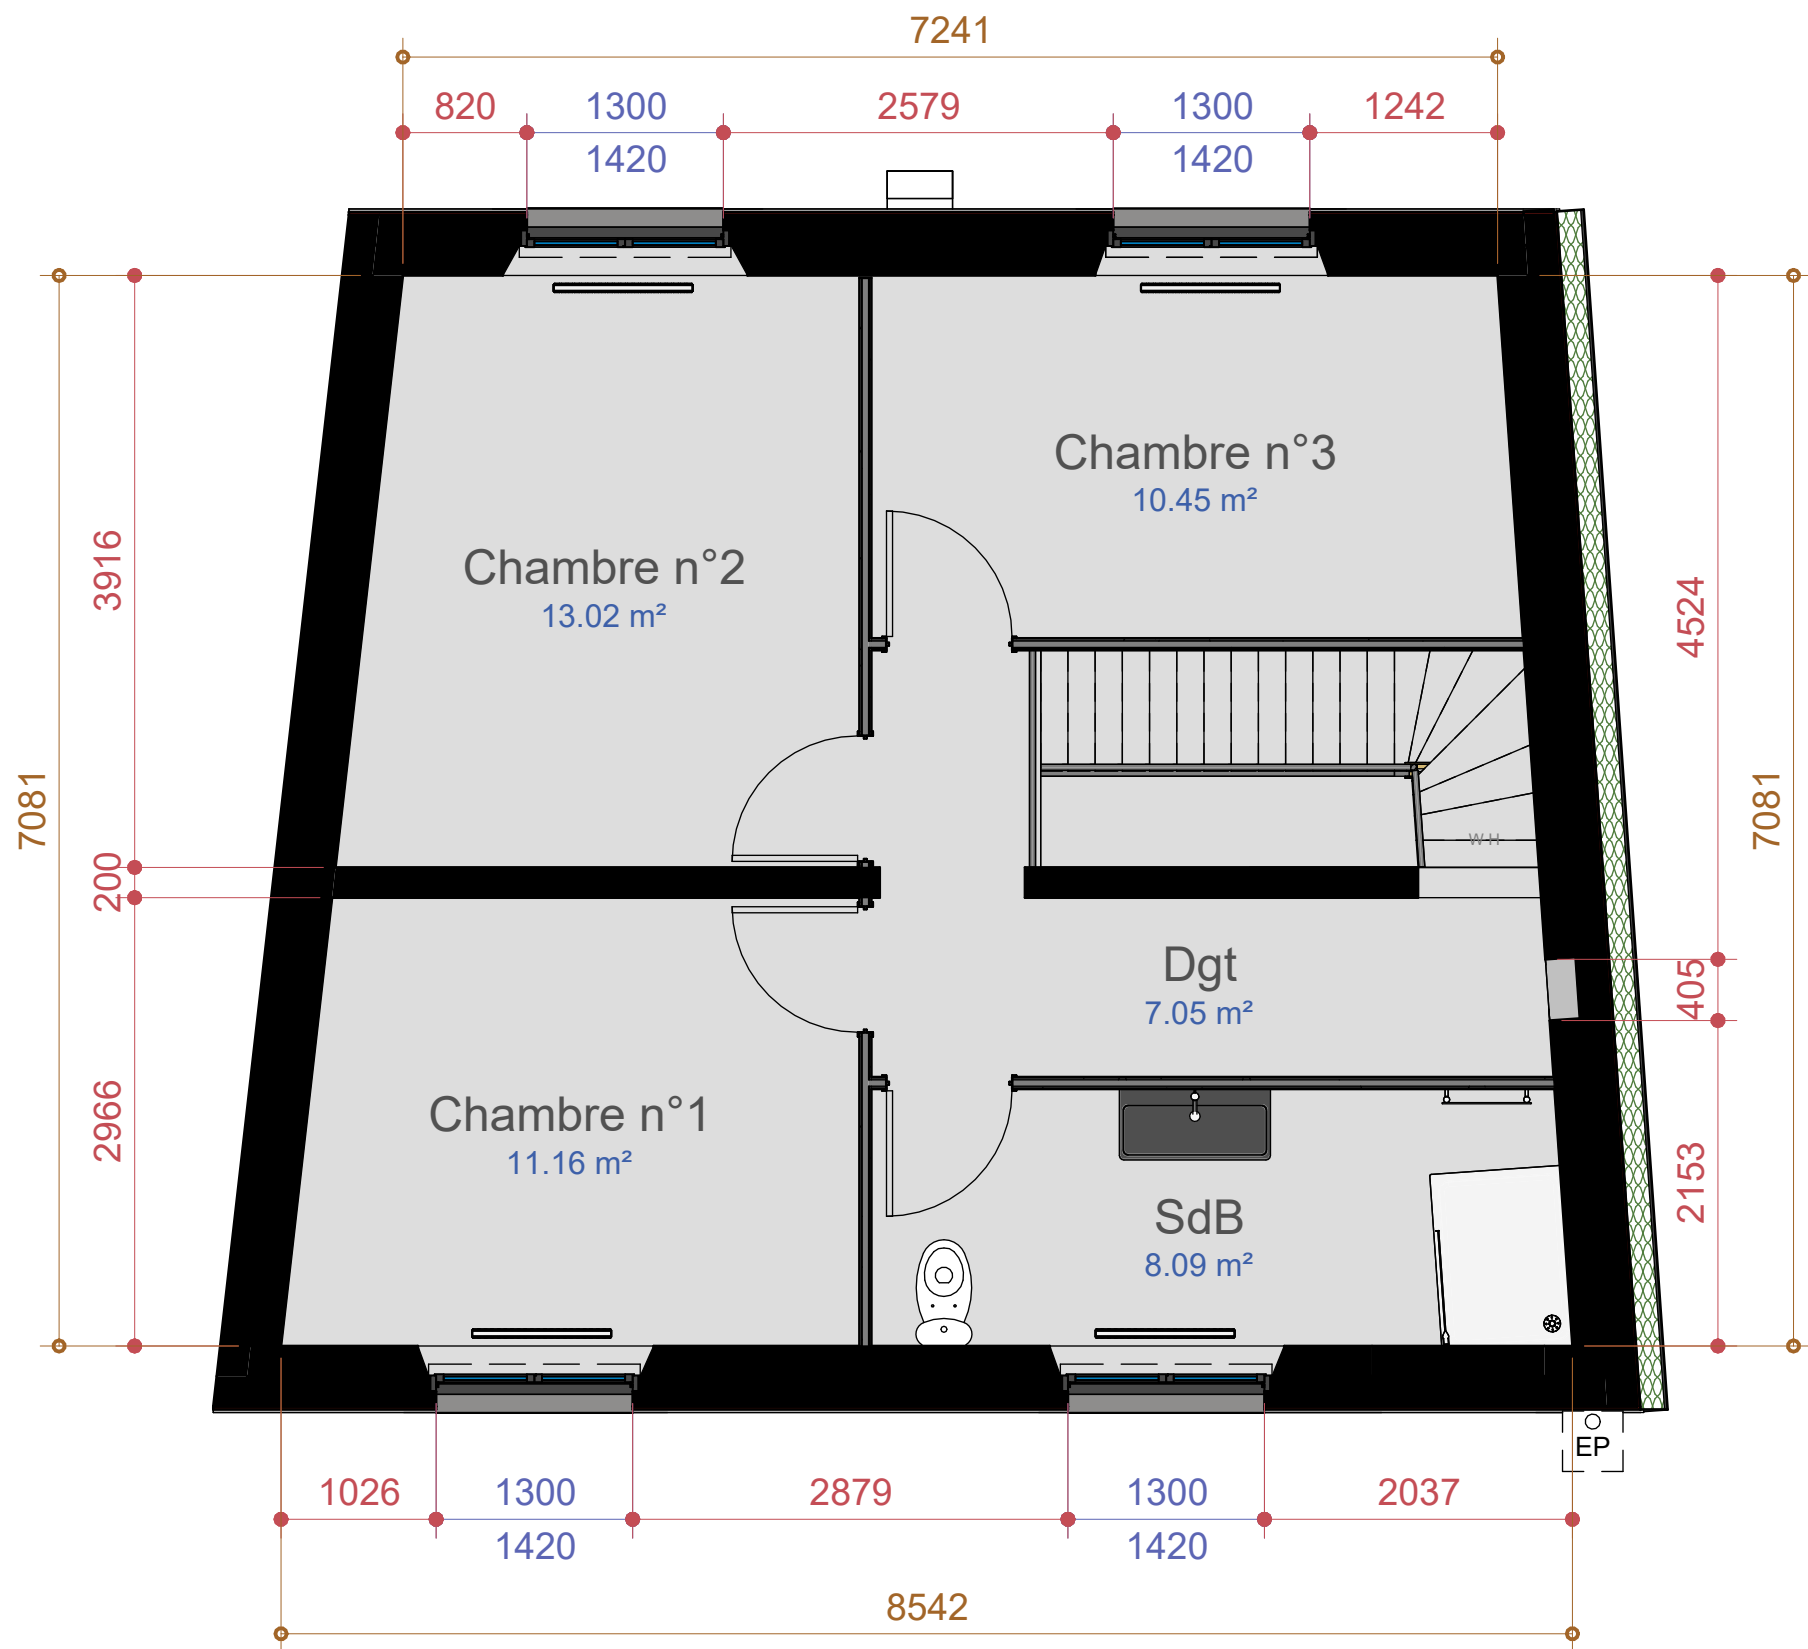 7241
820 1300 2579 1300 1242
1420 1420
Chambre n°3
10.45 m²
Chambre n°2
13.02 m²
3916
4524
7081
7081
W H
200
Dgt
7.05 m²
405
Chambre n°1
11.16 m²
2966
2153
SdB
8.09 m²
EP
1026 1300 2879 1300 2037
1420 1420
8542